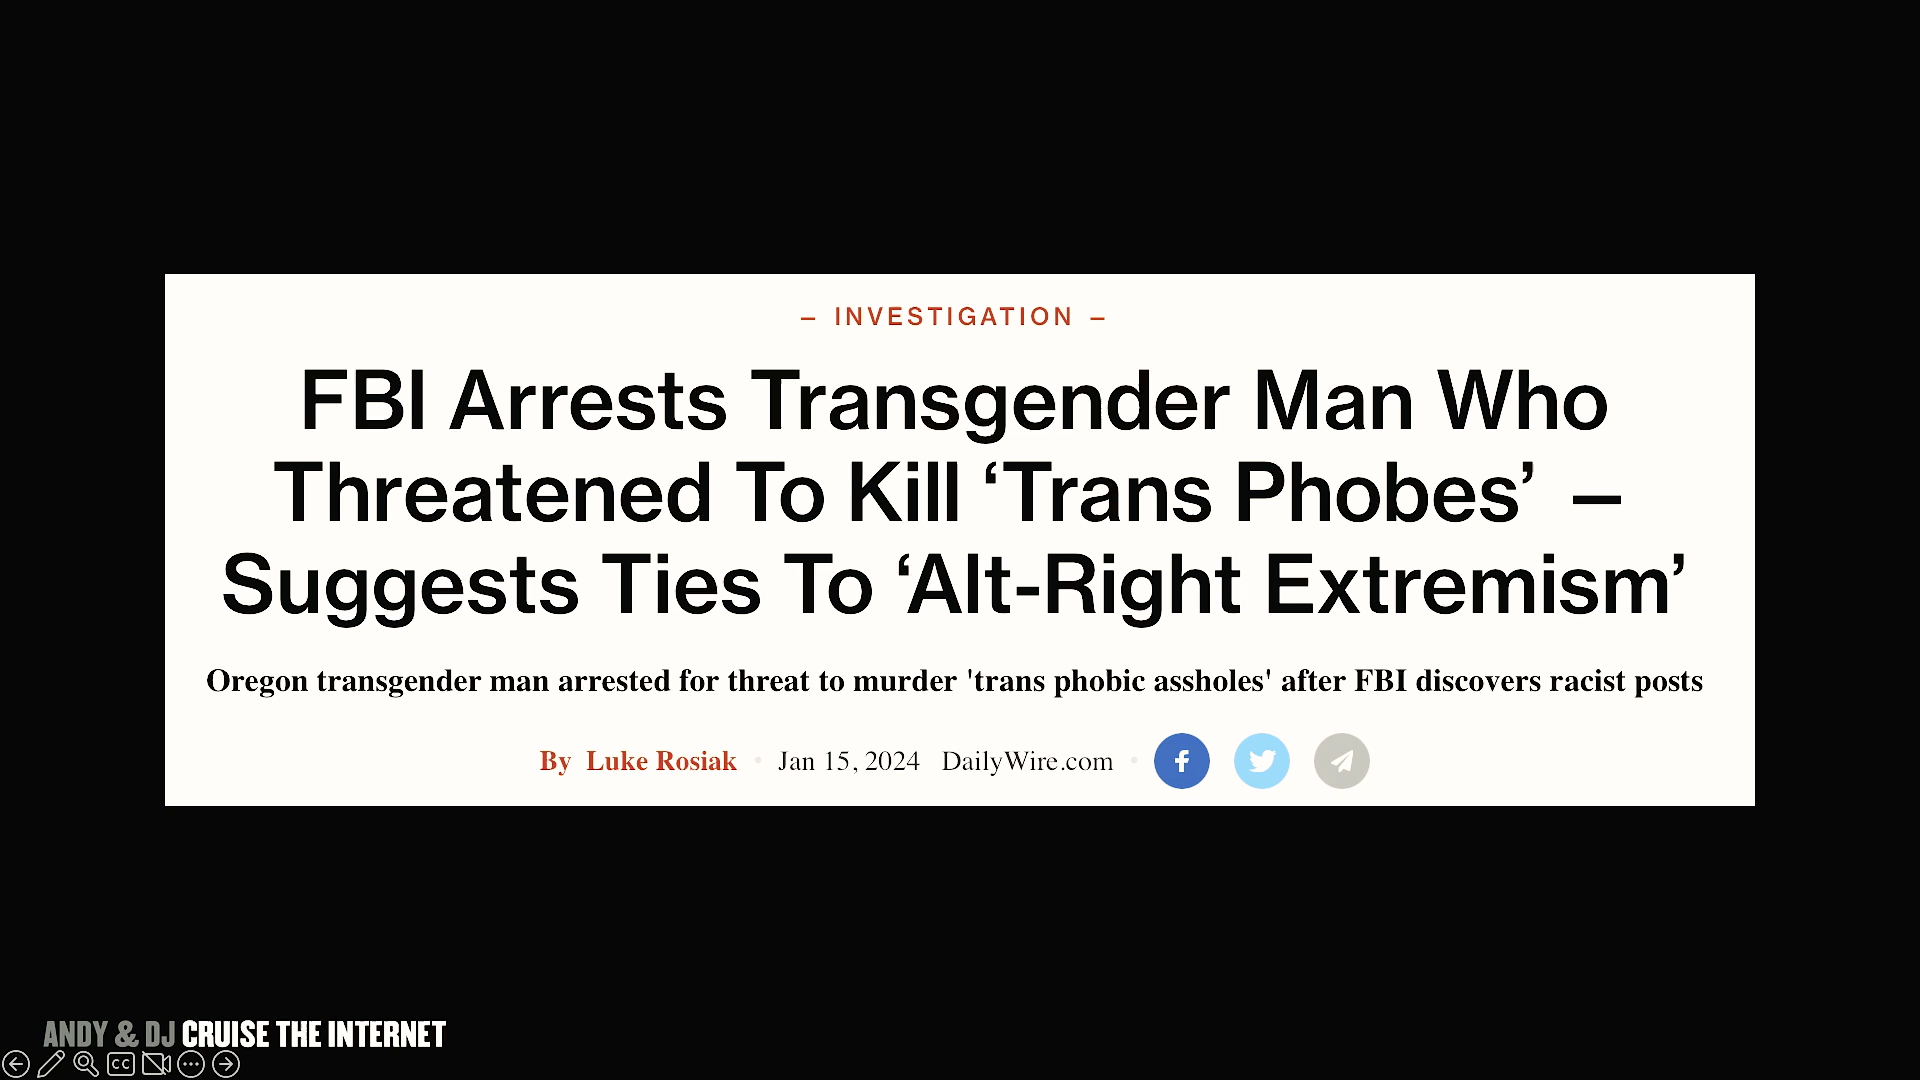 – INVESTIGATION –
FBI Arrests Transgender Man Who
Threatened To Kill ‘Trans Phobes’ –
Suggests Ties To ‘Alt-Right Extremism’
Oregon transgender man arrested for threat to murder 'trans phobic assholes' after FBI discovers racist posts
By Luke Rosiak • Jan 15, 2024 DailyWire.com •
ANDY & DJ CRUISE THE INTERNET
CC